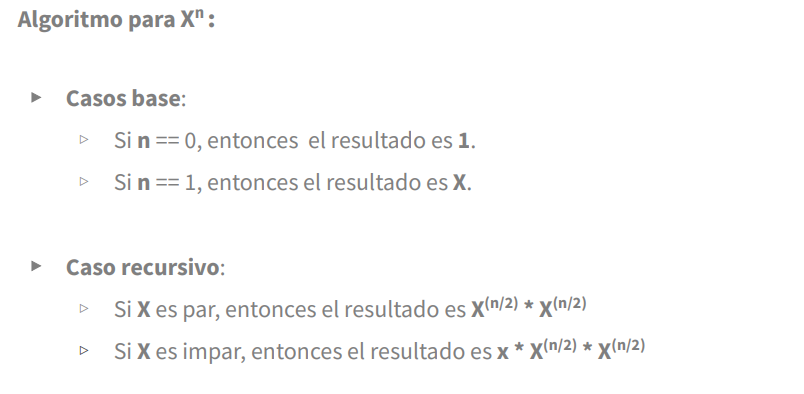 Algoritmo para Xⁿ :
▶ Casos base:
▷ Si n == 0, entonces el resultado es 1.
▷ Si n == 1, entonces el resultado es X.
▶ Caso recursivo:
▷ Si X es par, entonces el resultado es X⁽ⁿ/²⁾ * X⁽ⁿ/²⁾
▷ Si X es impar, entonces el resultado es x * X⁽ⁿ/²⁾ * X⁽ⁿ/²⁾